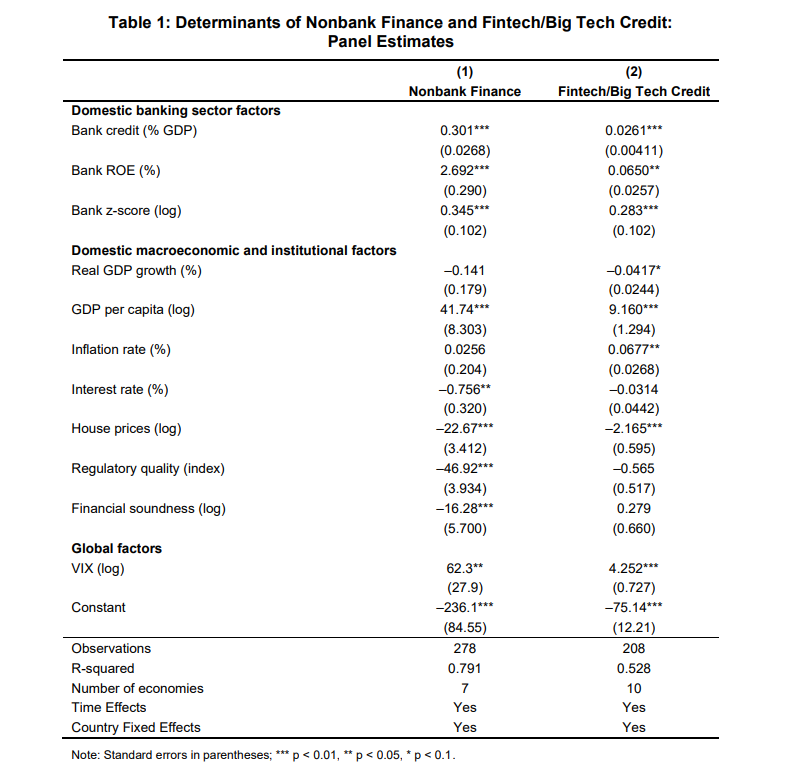 Table 1: Determinants of Nonbank Finance and Fintech/Big Tech Credit:
Panel Estimates
(1) (2)
Nonbank Finance Fintech/Big Tech Credit
Domestic banking sector factors
Bank credit (% GDP) 0.301*** 0.0261***
(0.0268) (0.00411)
Bank ROE (%) 2.692*** 0.0650**
(0.290) (0.0257)
Bank z-score (log) 0.345*** 0.283***
(0.102) (0.102)
Domestic macroeconomic and institutional factors
Real GDP growth (%) –0.141 –0.0417*
(0.179) (0.0244)
GDP per capita (log) 41.74*** 9.160***
(8.303) (1.294)
Inflation rate (%) 0.0256 0.0677**
(0.204) (0.0268)
Interest rate (%) –0.756** –0.0314
(0.320) (0.0442)
House prices (log) –22.67*** –2.165***
(3.412) (0.595)
Regulatory quality (index) –46.92*** –0.565
(3.934) (0.517)
Financial soundness (log) –16.28*** 0.279
(5.700) (0.660)
Global factors
VIX (log) 62.3** 4.252***
(27.9) (0.727)
Constant –236.1*** –75.14***
(84.55) (12.21)
Observations 278 208
R-squared 0.791 0.528
Number of economies 7 10
Time Effects Yes Yes
Country Fixed Effects Yes Yes
Note: Standard errors in parentheses; *** p < 0.01, ** p < 0.05, * p < 0.1.